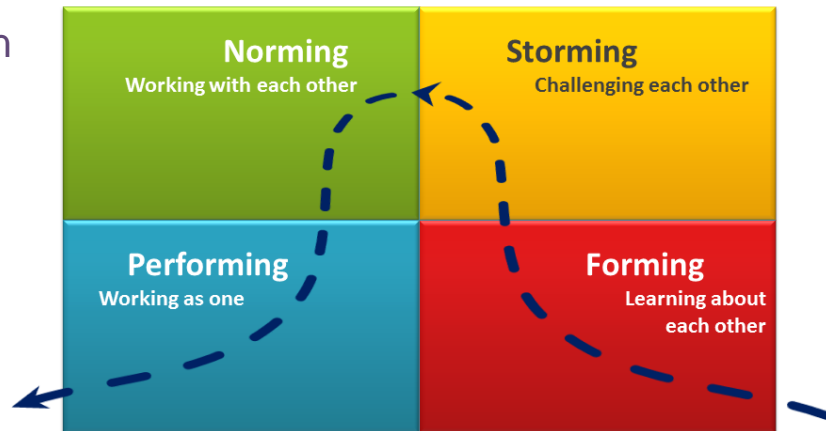 n
Norming
Working with each other
Storming
Challenging each other
Performing
Working as one
Forming
Learning about
each other